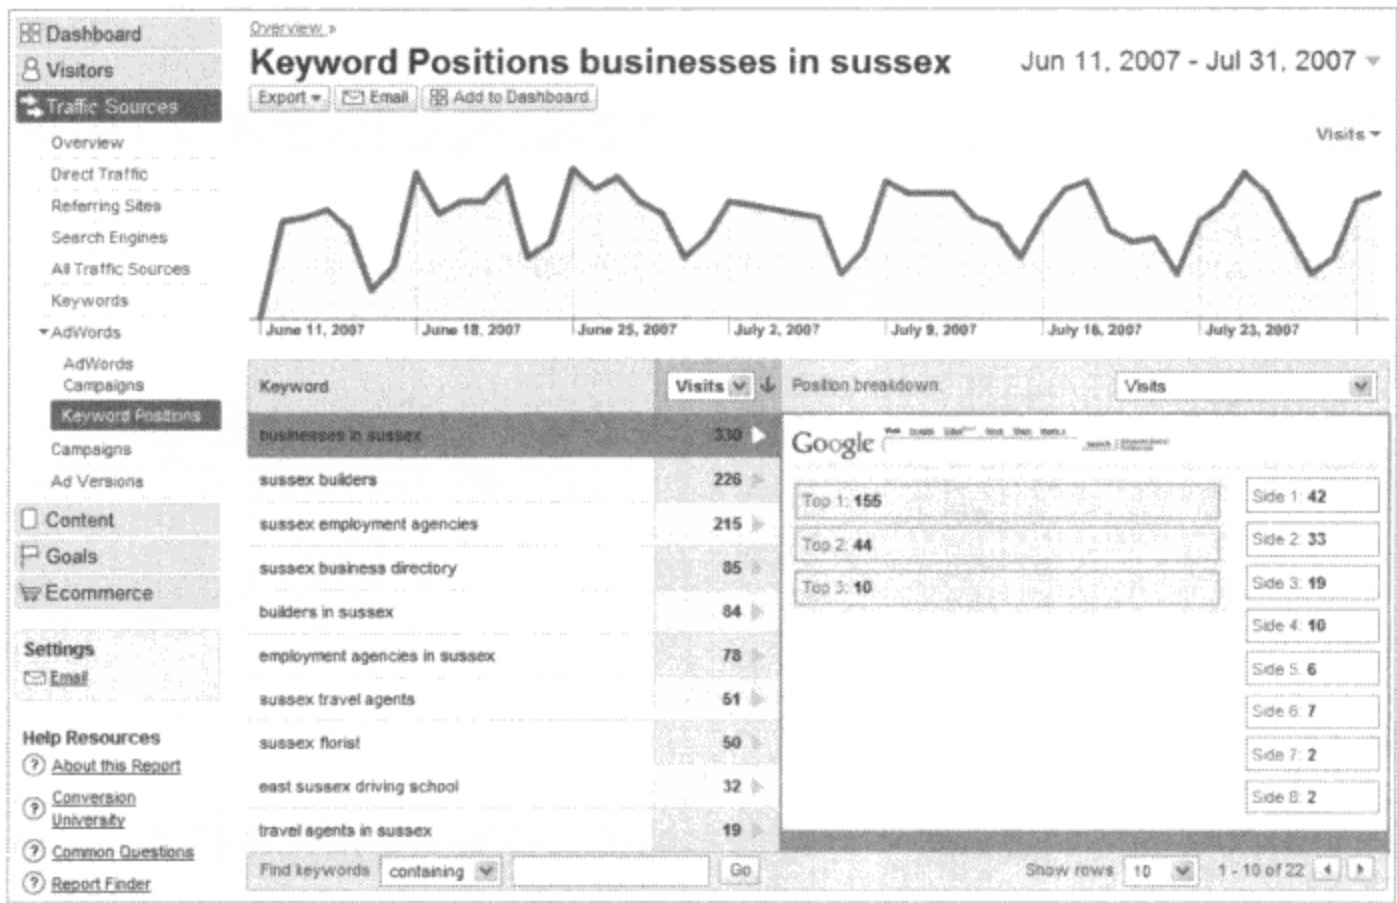 Dashboard
Visitors
Traffic Sources
Overview
Direct Traffic
Referring Sites
Search Engines
All Traffic Sources
Keywords
AdWords
AdWords
Campaigns
Keyword Positions
Campaigns
Ad Versions
Content
Goals
Ecommerce
Settings
Email
Help Resources
About this Report
Conversion
University
Common Questions
Report Finder
Overview »
Keyword Positions businesses in sussex
Jun 11, 2007 - Jul 31, 2007
Export Email Add to Dashboard
Visits
June 11, 2007 June 18, 2007 June 25, 2007 July 2, 2007 July 9, 2007 July 16, 2007 July 23, 2007
Keyword Visits
businesses in sussex 330
sussex builders 226
sussex employment agencies 215
sussex business directory 85
builders in sussex 84
employment agencies in sussex 78
sussex travel agents 51
sussex florist 50
east sussex driving school 32
travel agents in sussex 19
Position breakdown: Visits
Google
Top 1: 155
Top 2: 44
Top 3: 10
Side 1: 42
Side 2: 33
Side 3: 19
Side 4: 10
Side 5: 6
Side 6: 7
Side 7: 2
Side 8: 2
Find keywords containing Go
Show rows 10 1 - 10 of 22